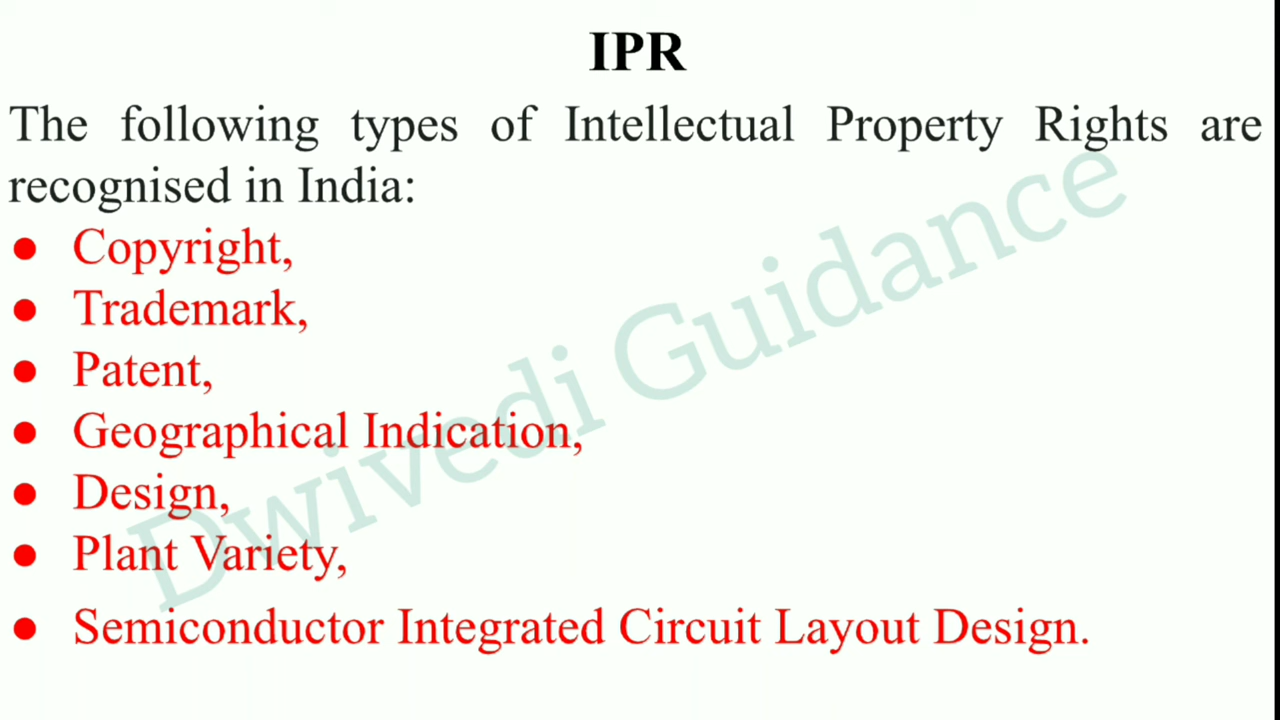 IPR
The following types of Intellectual Property Rights are
recognised in India:
● Copyright,
● Trademark,
● Patent,
● Geographical Indication,
● Design,
● Plant Variety,
● Semiconductor Integrated Circuit Layout Design.
Dwivedi Guidance